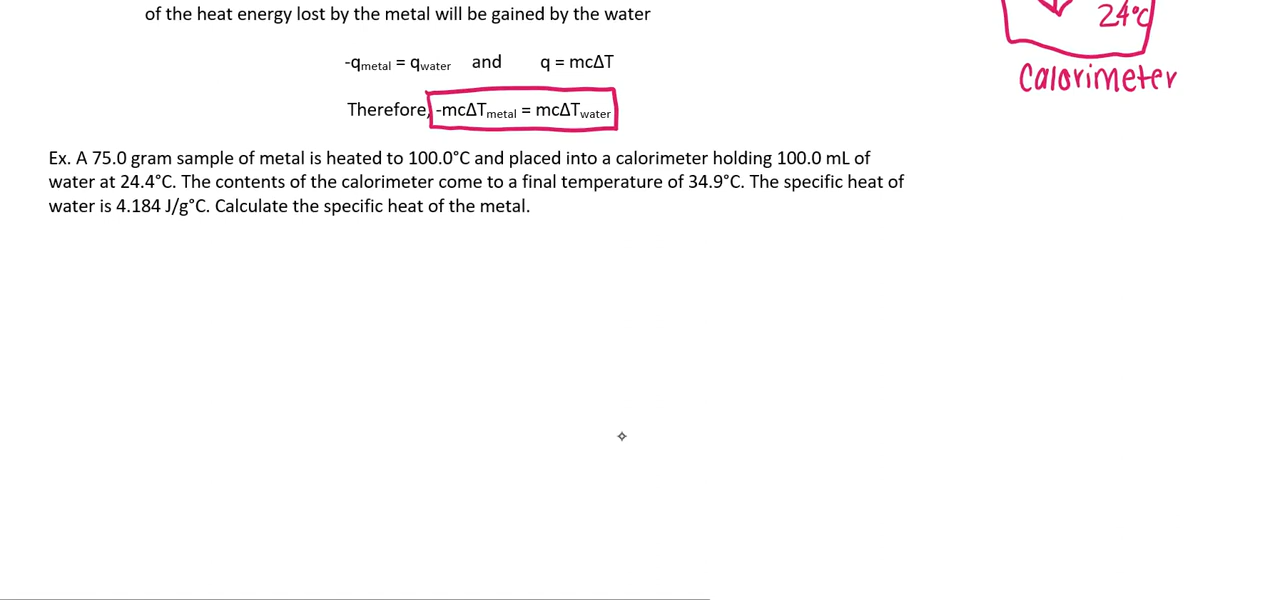 of the heat energy lost by the metal will be gained by the water
24°C
Calorimeter
-qmetal = qwater and q = mcΔT
Therefore, -mcΔTmetal = mcΔTwater
Ex. A 75.0 gram sample of metal is heated to 100.0°C and placed into a calorimeter holding 100.0 mL of
water at 24.4°C. The contents of the calorimeter come to a final temperature of 34.9°C. The specific heat of
water is 4.184 J/g°C. Calculate the specific heat of the metal.